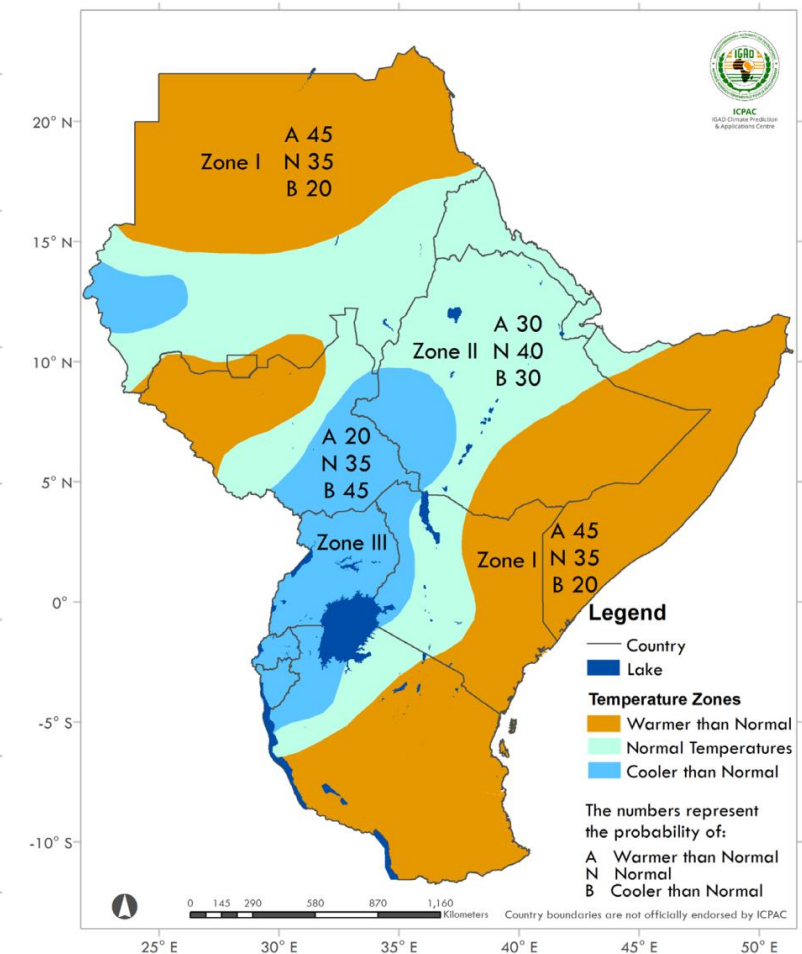 IGAD
ICPAC
IGAD Climate Prediction
& Applications Centre
20° N
15° N
10° N
5° N
0°
-5° S
-10° S
Zone I
A 45
N 35
B 20
Zone II
A 30
N 40
B 30
A 20
N 35
B 45
Zone III
Zone I
A 45
N 35
B 20
Legend
Country
Lake
Temperature Zones
Warmer than Normal
Normal Temperatures
Cooler than Normal
The numbers represent
the probability of:
A Warmer than Normal
N Normal
B Cooler than Normal
0 145 290 580 870 1,160
Kilometers
Country boundaries are not officially endorsed by ICPAC
25° E 30° E 35° E 40° E 45° E 50° E